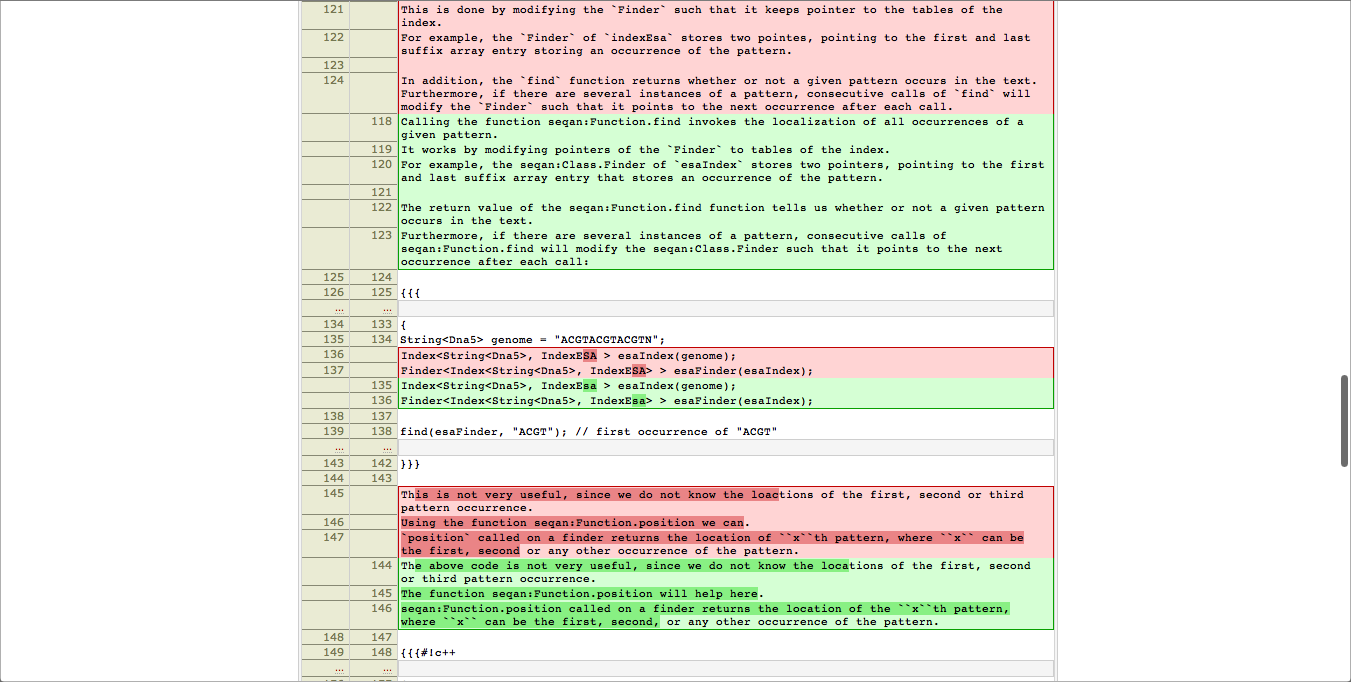 121 This is done by modifying the `Finder` such that it keeps pointer to the tables of the
index.
122 For example, the `Finder` of `indexEsa` stores two pointes, pointing to the first and last
suffix array entry storing an occurrence of the pattern.
123
124 In addition, the `find` function returns whether or not a given pattern occurs in the text.
Furthermore, if there are several instances of a pattern, consecutive calls of `find` will
modify the `Finder` such that it points to the next occurrence after each call.
118 Calling the function seqan:Function.find invokes the localization of all occurrences of a
given pattern.
119 It works by modifying pointers of the `Finder` to tables of the index.
120 For example, the seqan:Class.Finder of `esaIndex` stores two pointers, pointing to the first
and last suffix array entry that stores an occurrence of the pattern.
121
122 The return value of the seqan:Function.find function tells us whether or not a given pattern
occurs in the text.
123 Furthermore, if there are several instances of a pattern, consecutive calls of
seqan:Function.find will modify the seqan:Class.Finder such that it points to the next
occurrence after each call:
125 124
126 125 {{{
… …
134 133 {
135 134 String<Dna5> genome = "ACGTACGTACGTN";
136 Index<String<Dna5>, IndexESA > esaIndex(genome);
137 Finder<Index<String<Dna5>, IndexESA> > esaFinder(esaIndex);
135 Index<String<Dna5>, IndexEsa > esaIndex(genome);
136 Finder<Index<String<Dna5>, IndexEsa> > esaFinder(esaIndex);
138 137
139 138 find(esaFinder, "ACGT"); // first occurrence of "ACGT"
… …
143 142 }}}
144 143
145 This is not very useful, since we do not know the loactions of the first, second or third
pattern occurrence.
146 Using the function seqan:Function.position we can.
147 `position` called on a finder returns the location of ``x``th pattern, where ``x`` can be
the first, second or any other occurrence of the pattern.
144 The above code is not very useful, since we do not know the locations of the first, second
or third pattern occurrence.
145 The function seqan:Function.position will help here.
146 seqan:Function.position called on a finder returns the location of the ``x``th pattern,
where ``x`` can be the first, second, or any other occurrence of the pattern.
148 147
149 148 {{{#!c++
… …